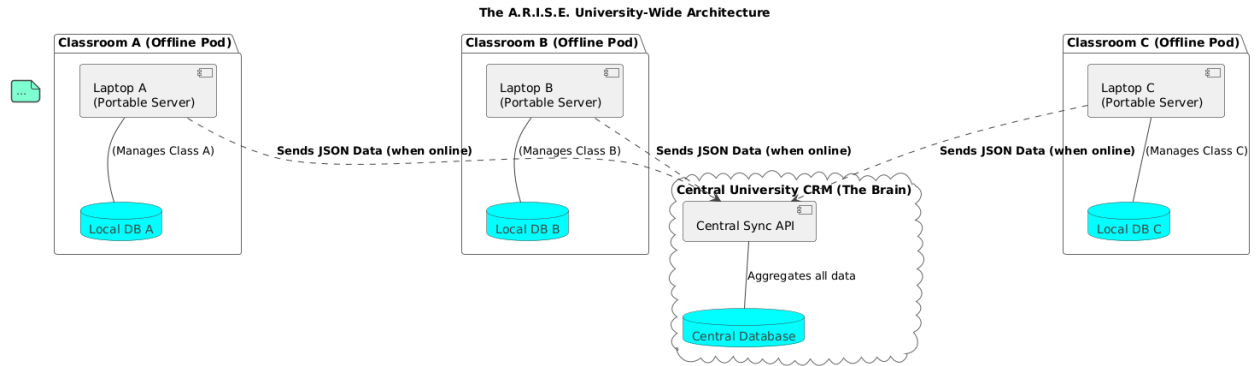 The A.R.I.S.E. University-Wide Architecture
Classroom A (Offline Pod)
Classroom B (Offline Pod)
Classroom C (Offline Pod)
...
Laptop A
(Portable Server)
Laptop B
(Portable Server)
Laptop C
(Portable Server)
(Manages Class A)
Sends JSON Data (when online)
(Manages Class B)
Sends JSON Data (when online)
Sends JSON Data (when online)
(Manages Class C)
Central University CRM (The Brain)
Local DB A
Local DB B
Central Sync API
Local DB C
Aggregates all data
Central Database